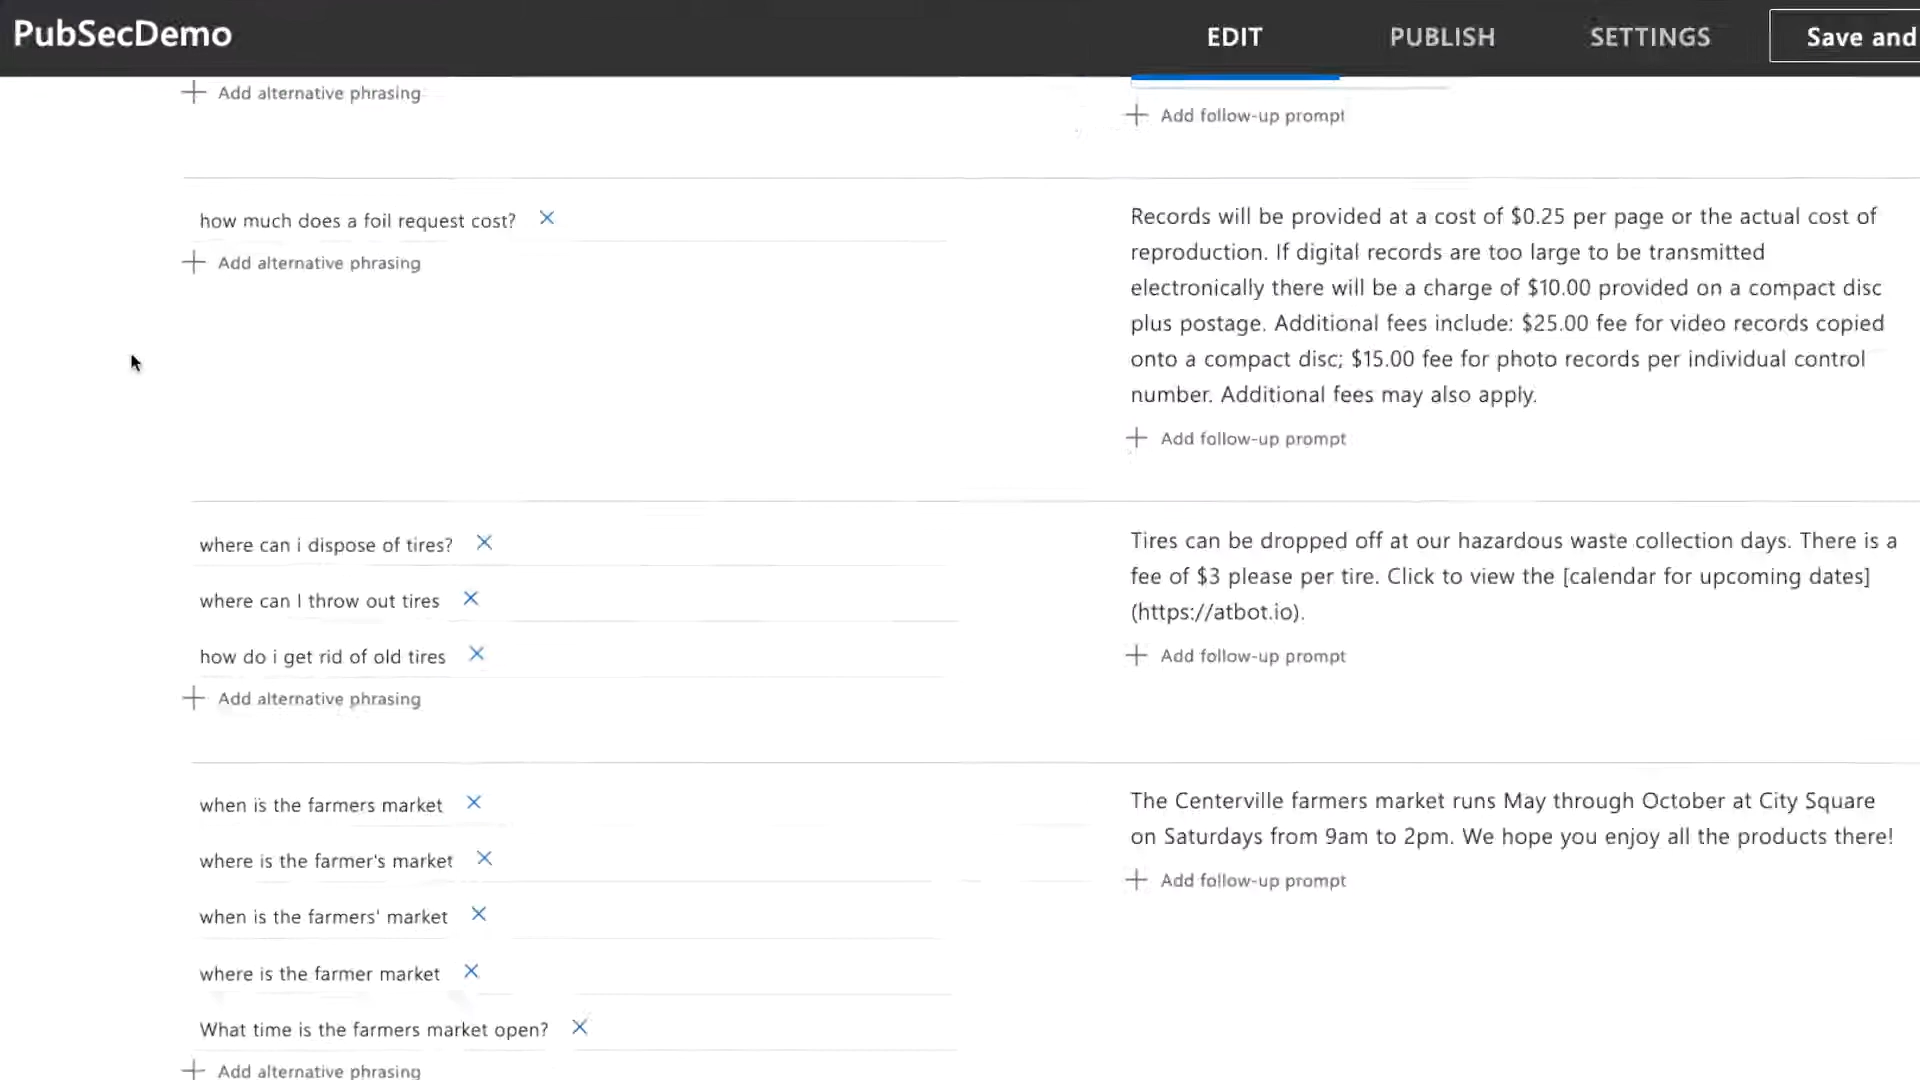 PubSecDemo
EDIT
PUBLISH
SETTINGS
Save and
Add alternative phrasing
Add follow-up prompt
how much does a foil request cost?
Add alternative phrasing
Records will be provided at a cost of $0.25 per page or the actual cost of
reproduction. If digital records are too large to be transmitted
electronically there will be a charge of $10.00 provided on a compact disc
plus postage. Additional fees include: $25.00 fee for video records copied
onto a compact disc; $15.00 fee for photo records per individual control
number. Additional fees may also apply.
Add follow-up prompt
where can i dispose of tires?
where can I throw out tires
how do i get rid of old tires
Add alternative phrasing
Tires can be dropped off at our hazardous waste collection days. There is a
fee of $3 please per tire. Click to view the [calendar for upcoming dates]
(https://atbot.io).
Add follow-up prompt
when is the farmers market
where is the farmer's market
when is the farmers' market
where is the farmer market
What time is the farmers market open?
Add alternative phrasing
The Centerville farmers market runs May through October at City Square
on Saturdays from 9am to 2pm. We hope you enjoy all the products there!
Add follow-up prompt